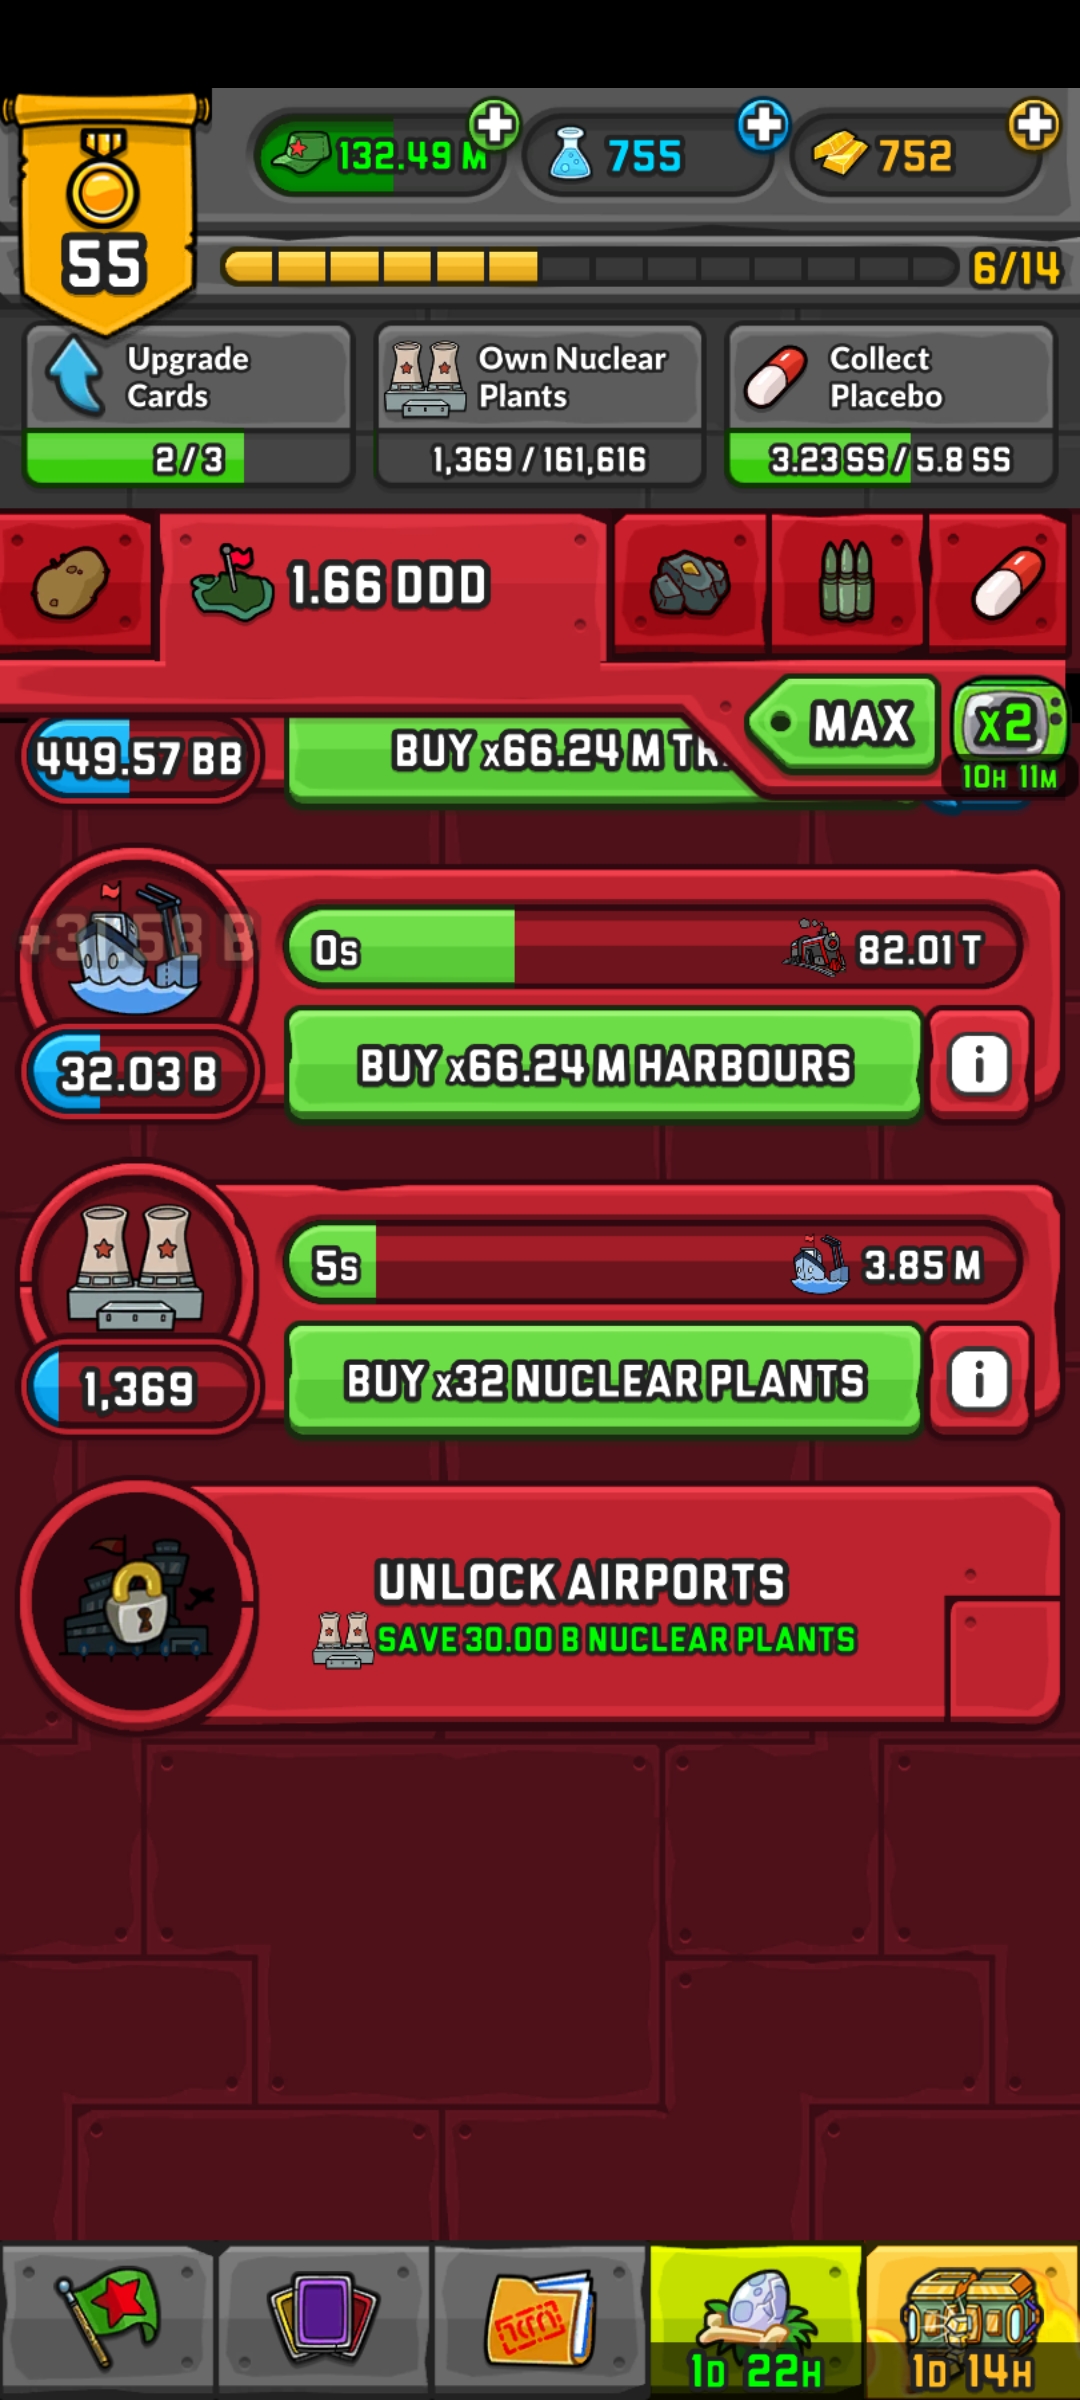 132.49 M
755
752
55
6/14
Upgrade
Cards
2/3
Own Nuclear
Plants
1,369/161,616
Collect
Placebo
3.23 SS/5.8 SS
1.66 DDD
MAX
x2
10H 11M
449.57 BB
BUY x66.24 M TR
0s
82.01 T
32.03 B
BUY x66.24 M HARBOURS
i
5s
3.85 M
1,369
BUY x32 NUCLEAR PLANTS
i
UNLOCK AIRPORTS
SAVE 30.00 B NUCLEAR PLANTS
1D 22H
1D 14H